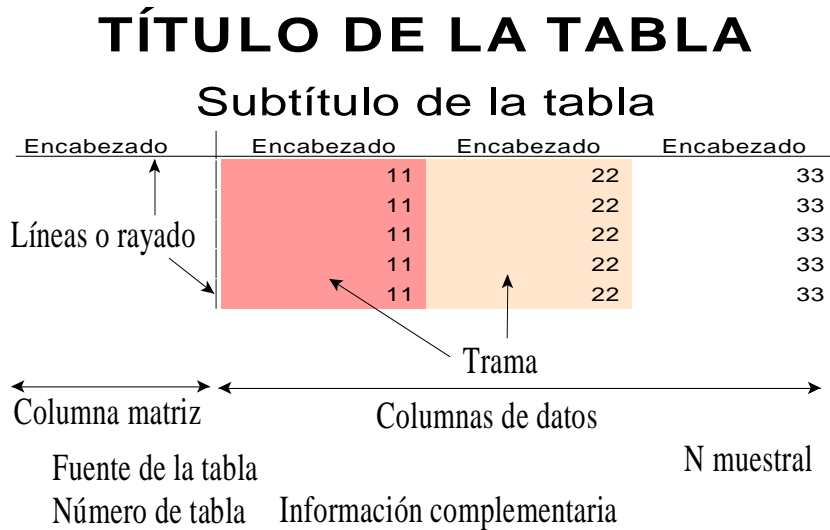 TÍTULO DE LA TABLA
Subtítulo de la tabla
Encabezado Encabezado Encabezado Encabezado
11 22 33
11 22 33
Líneas o rayado 11 22 33
11 22 33
11 22 33
Trama
Columna matriz Columnas de datos
Fuente de la tabla N muestral
Número de tabla Información complementaria